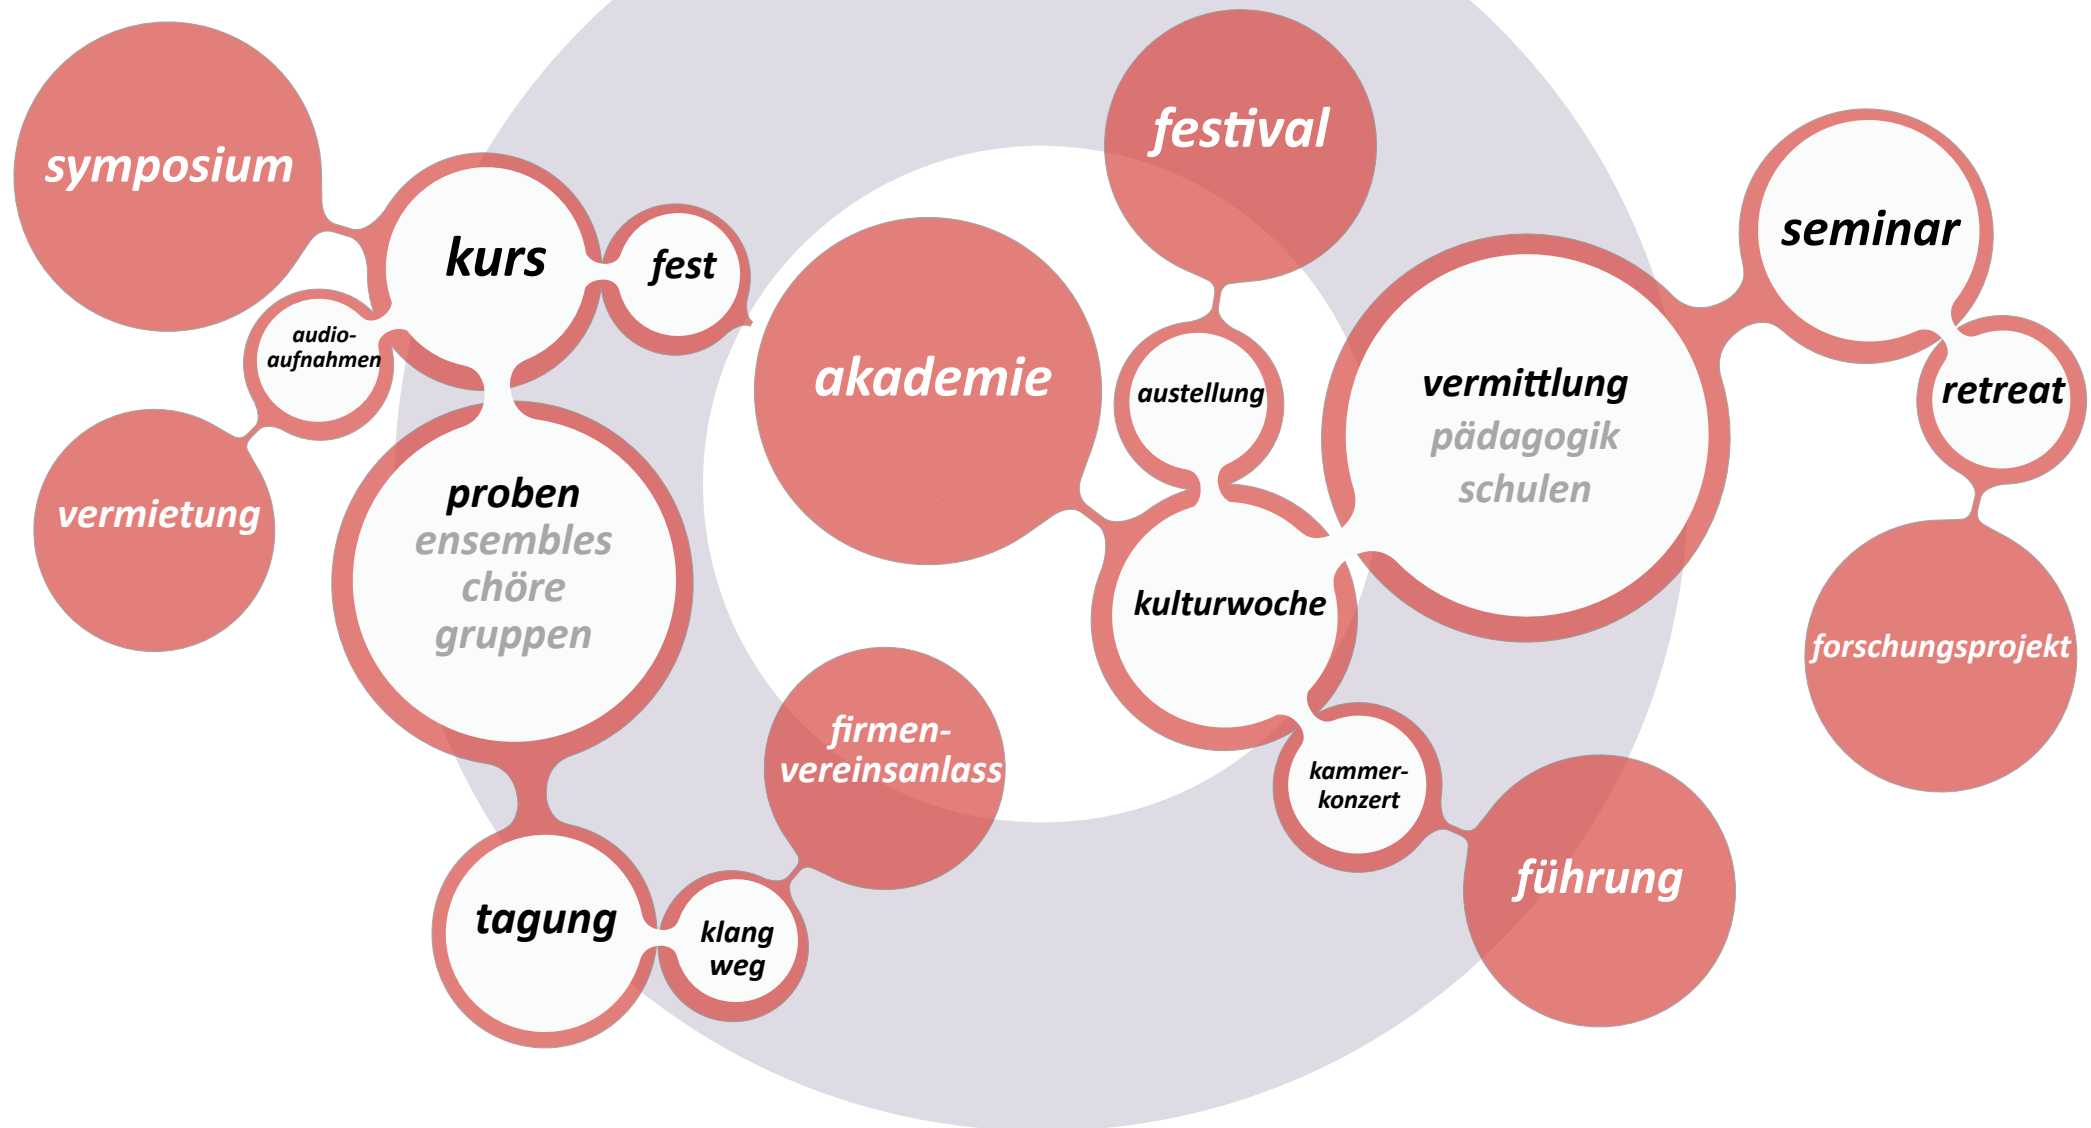 symposium
kurs
fest
audio-
aufnahmen
vermietung
proben
ensembles
chöre
gruppen
tagung
klang
weg
firmen-
vereinsanlass
akademie
festival
austellung
kulturwoche
kammer-
konzert
führung
vermittlung
pädagogik
schulen
seminar
retreat
forschungsprojekt